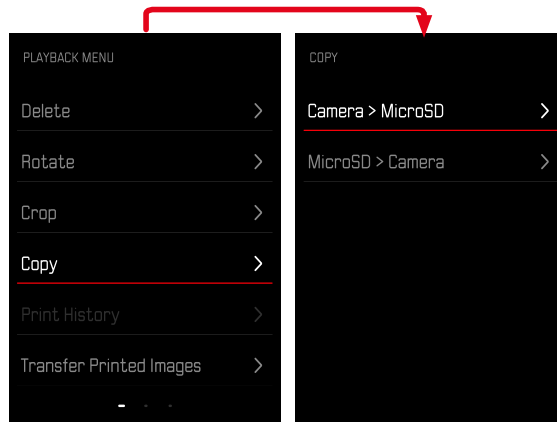 PLAYBACK MENU
Delete
Rotate
Crop
Copy
Print History
Transfer Printed Images
COPY
Camera > MicroSD
MicroSD > Camera